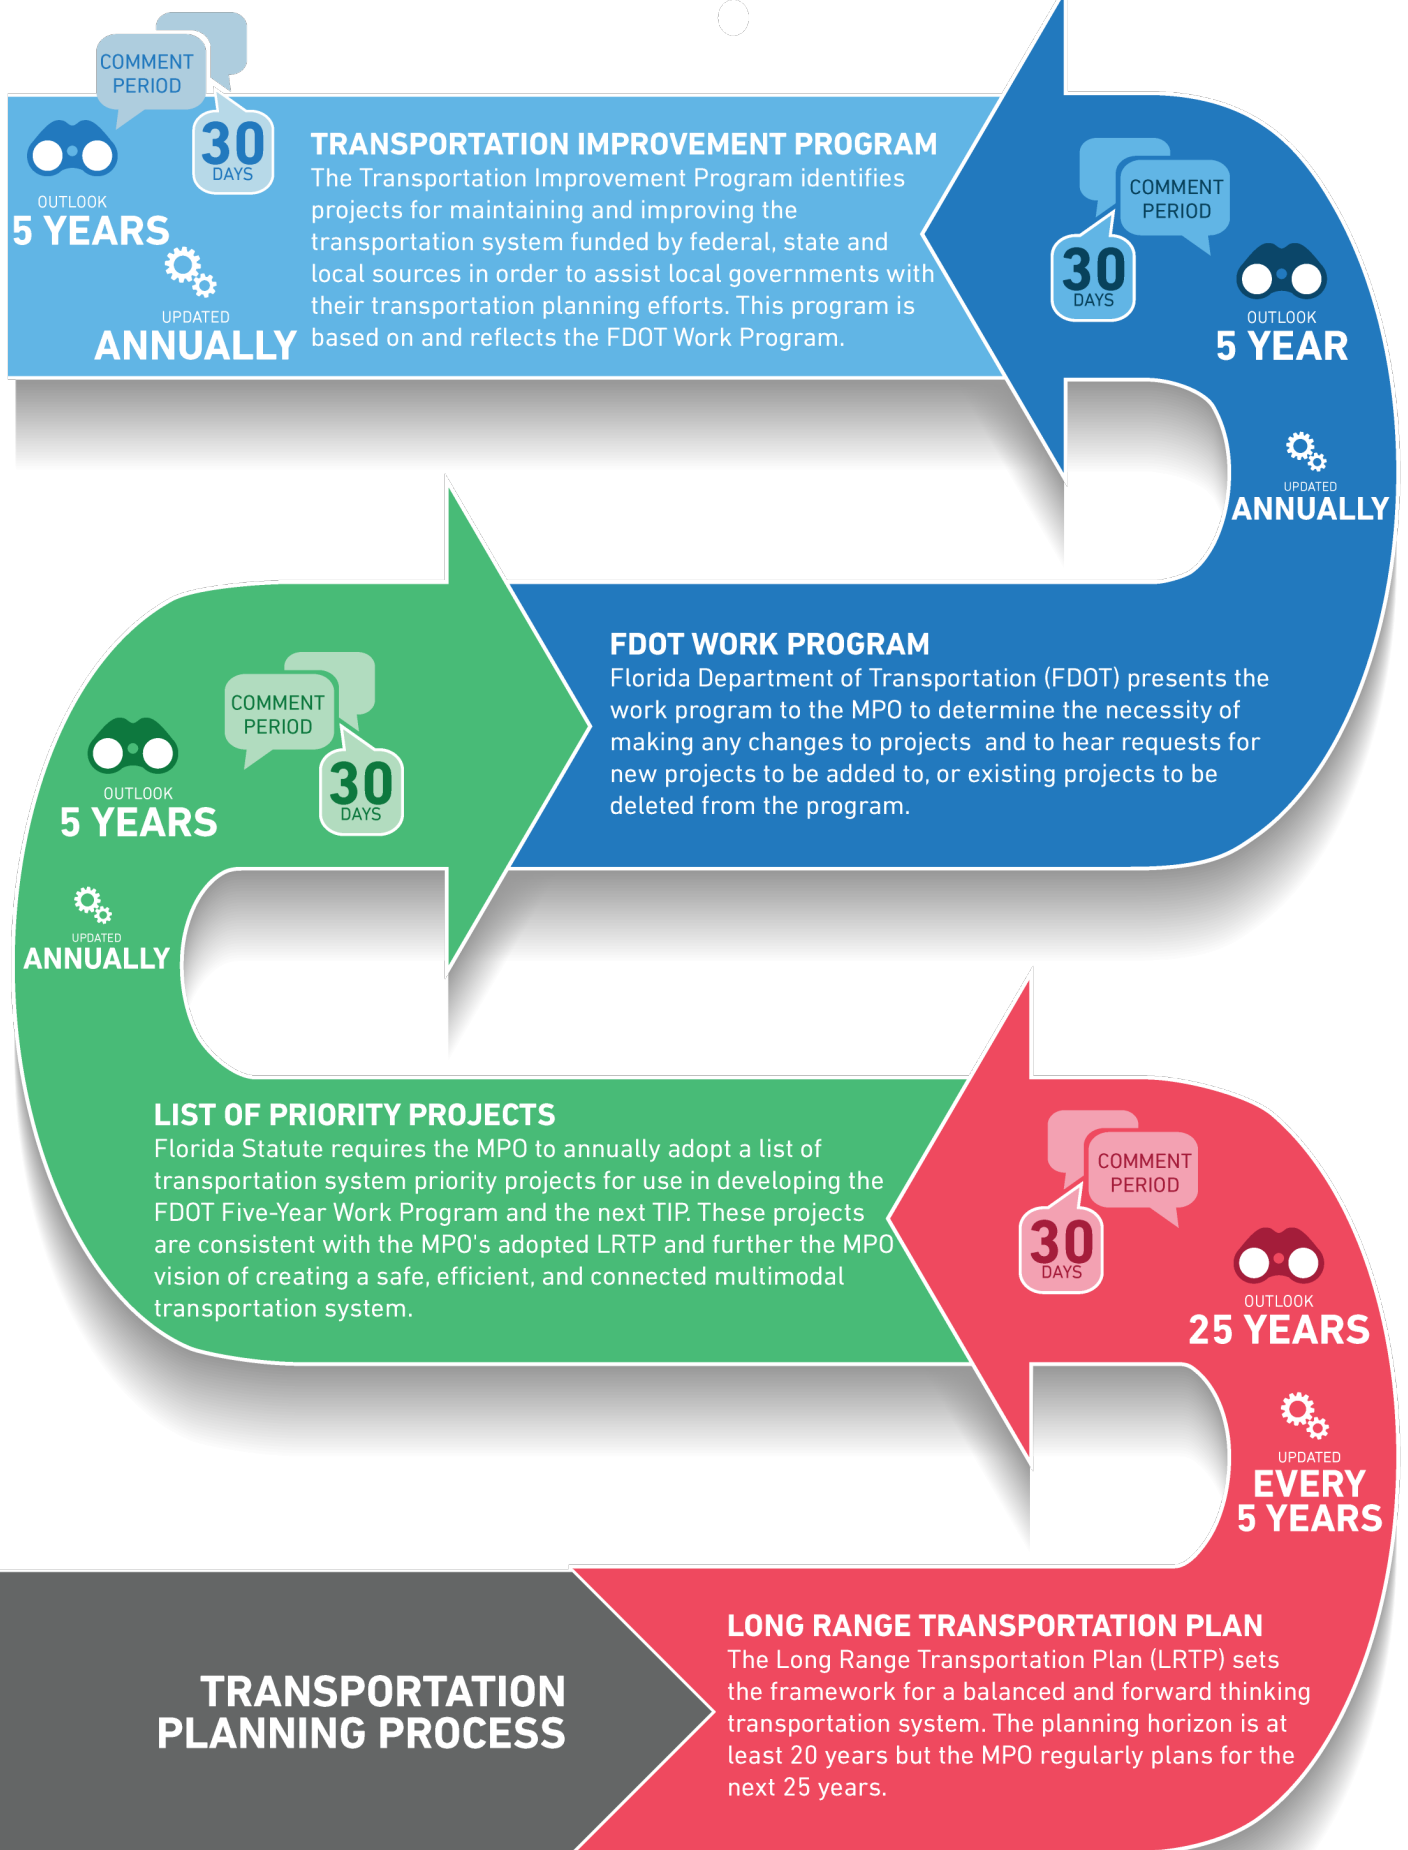 COMMENT
PERIOD
30
DAYS
OUTLOOK
5 YEARS
UPDATED
ANNUALLY
TRANSPORTATION IMPROVEMENT PROGRAM
The Transportation Improvement Program identifies
projects for maintaining and improving the
transportation system funded by federal, state and
local sources in order to assist local governments with
their transportation planning efforts. This program is
based on and reflects the FDOT Work Program.
COMMENT
PERIOD
30
DAYS
OUTLOOK
5 YEAR
UPDATED
ANNUALLY
FDOT WORK PROGRAM
Florida Department of Transportation (FDOT) presents the
work program to the MPO to determine the necessity of
making any changes to projects  and to hear requests for
new projects to be added to, or existing projects to be
deleted from the program.
COMMENT
PERIOD
30
DAYS
OUTLOOK
5 YEARS
UPDATED
ANNUALLY
LIST OF PRIORITY PROJECTS
Florida Statute requires the MPO to annually adopt a list of
transportation system priority projects for use in developing the
FDOT Five-Year Work Program and the next TIP. These projects
are consistent with the MPO's adopted LRTP and further the MPO
vision of creating a safe, efficient, and connected multimodal
transportation system.
COMMENT
PERIOD
30
DAYS
OUTLOOK
25 YEARS
UPDATED
EVERY
5 YEARS
LONG RANGE TRANSPORTATION PLAN
The Long Range Transportation Plan (LRTP) sets
the framework for a balanced and forward thinking
transportation system. The planning horizon is at
least 20 years but the MPO regularly plans for the
next 25 years.
TRANSPORTATION
PLANNING PROCESS